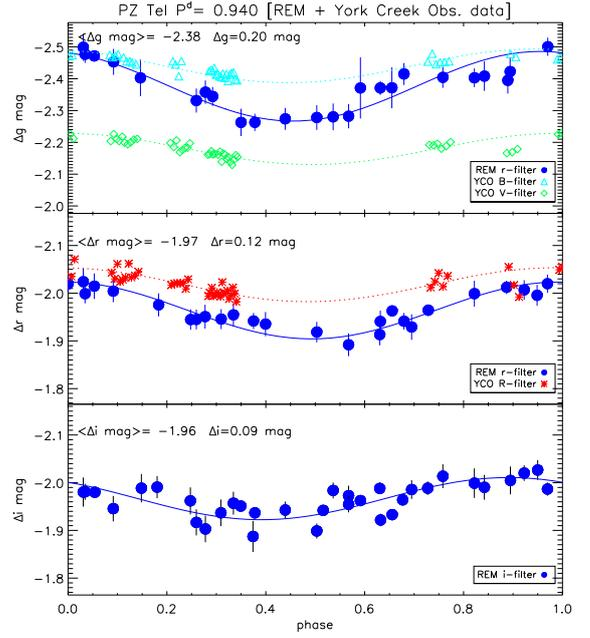 PZ Tel Pᵈ= 0.940 [REM + York Creek Obs. data]
<Δg mag>= −2.38 Δg=0.20 mag
−2.5
−2.4
−2.3
−2.2
−2.1
−2.0
Δg mag
REM r-filter
YCO B-filter
YCO V-filter
<Δr mag>= −1.97 Δr=0.12 mag
−2.1
−2.0
−1.9
−1.8
Δr mag
REM r-filter
YCO R-filter
<Δi mag>= −1.96 Δi=0.09 mag
−2.1
−2.0
−1.9
−1.8
Δi mag
REM i-filter
0.0 0.2 0.4 0.6 0.8 1.0
phase